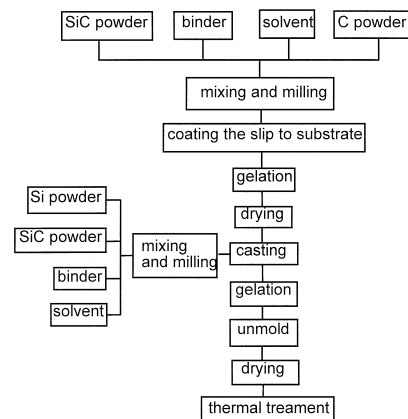 SiC powder
binder
solvent
C powder
mixing and milling
coating the slip to substrate
gelation
drying
Si powder
SiC powder
binder
solvent
mixing
and milling
casting
gelation
unmold
drying
thermal treament